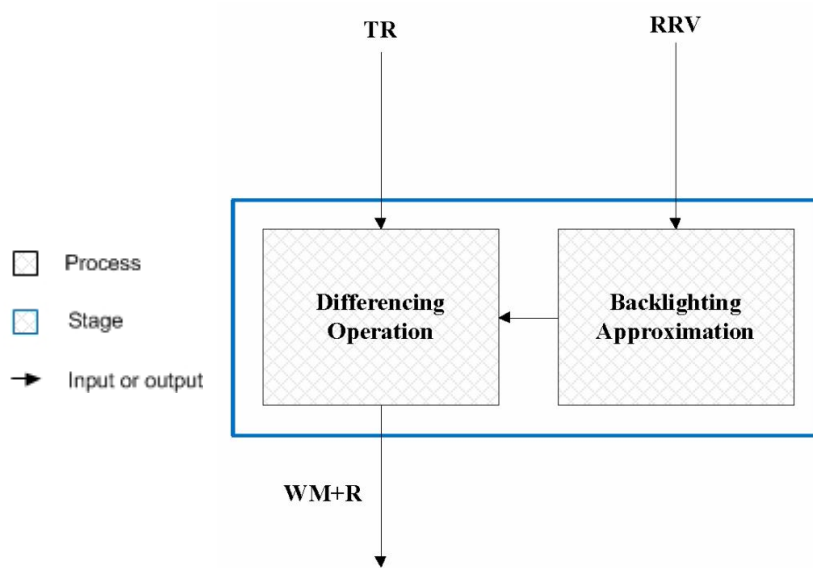 TR
RRV
Process
Stage
Input or output
Differencing
Operation
Backlighting
Approximation
WM+R